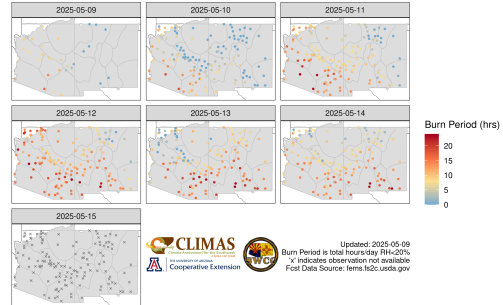 2025-05-09
2025-05-10
2025-05-11
2025-05-12
2025-05-13
2025-05-14
Burn Period (hrs)
20
15
10
5
0
2025-05-15
CLIMAS
Climate Assessment for the Southwest
THE UNIVERSITY OF ARIZONA
Cooperative Extension
SWCC
Updated: 2025-05-09
Burn Period is total hours/day RH<20%
'x' indicates observation not available
Fcst Data Source: fems.fs2c.usda.gov